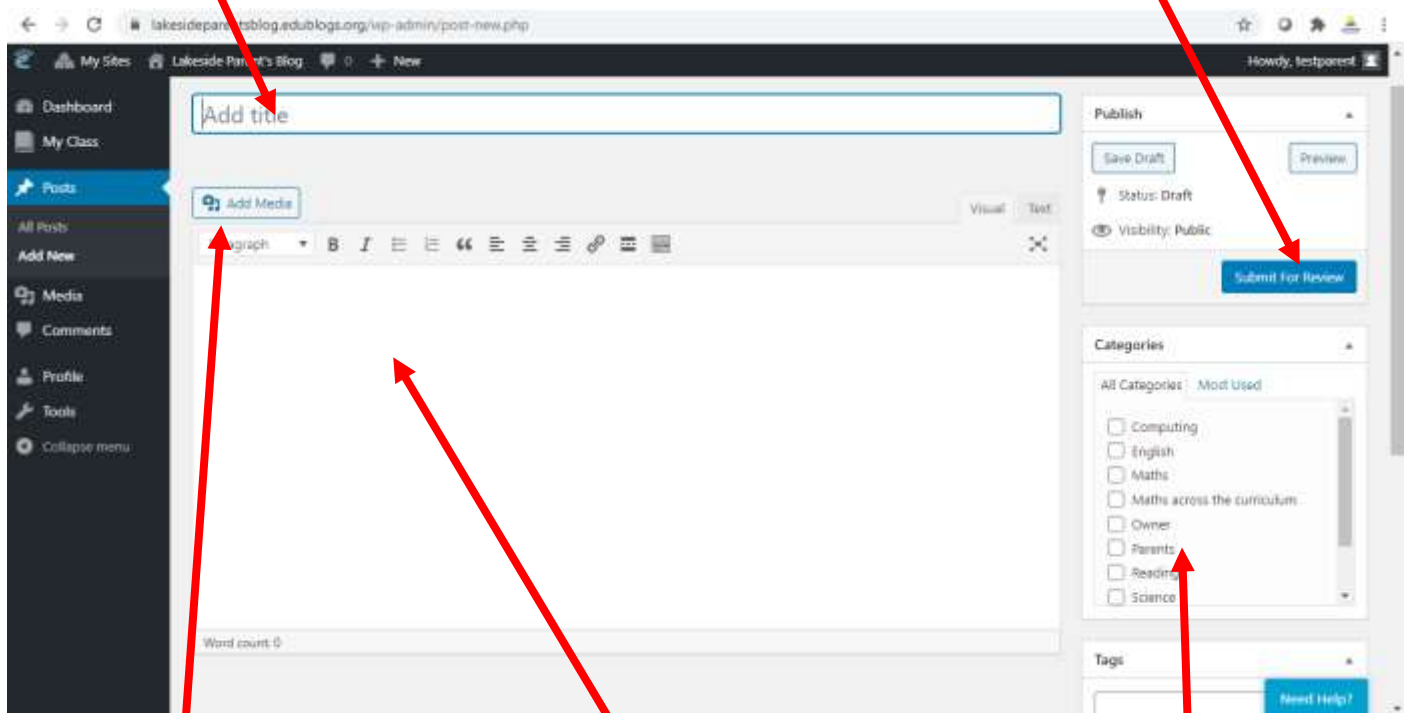 lakesideparentsblog.edublogs.org/wp-admin/post-new.php
My Sites Lakeside Parent's Blog 0 + New Howdy, testparent
Dashboard
My Class
Posts
All Posts
Add New
Media
Comments
Profile
Tools
Collapse menu
Add title
Add Media
Visual Text
Paragraph B I
Word count: 0
Publish
Save Draft Preview
Status: Draft
Visibility: Public
Submit For Review
Categories
All Categories Most Used
Computing
English
Maths
Maths across the curriculum
Owner
Parents
Reading
Science
Tags
Need Help?